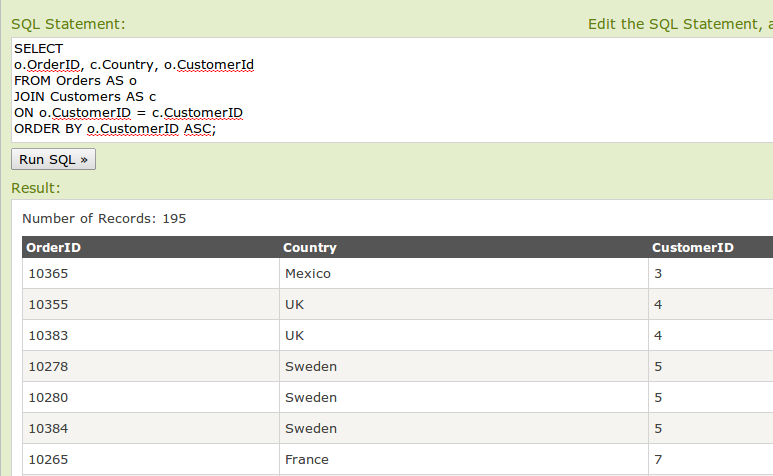 SQL Statement: Edit the SQL Statement, a
SELECT
o.OrderID, c.Country, o.CustomerId
FROM Orders AS o
JOIN Customers AS c
ON o.CustomerID = c.CustomerID
ORDER BY o.CustomerID ASC;
Run SQL »
Result:
Number of Records: 195
OrderID Country CustomerID
10365 Mexico 3
10355 UK 4
10383 UK 4
10278 Sweden 5
10280 Sweden 5
10384 Sweden 5
10265 France 7